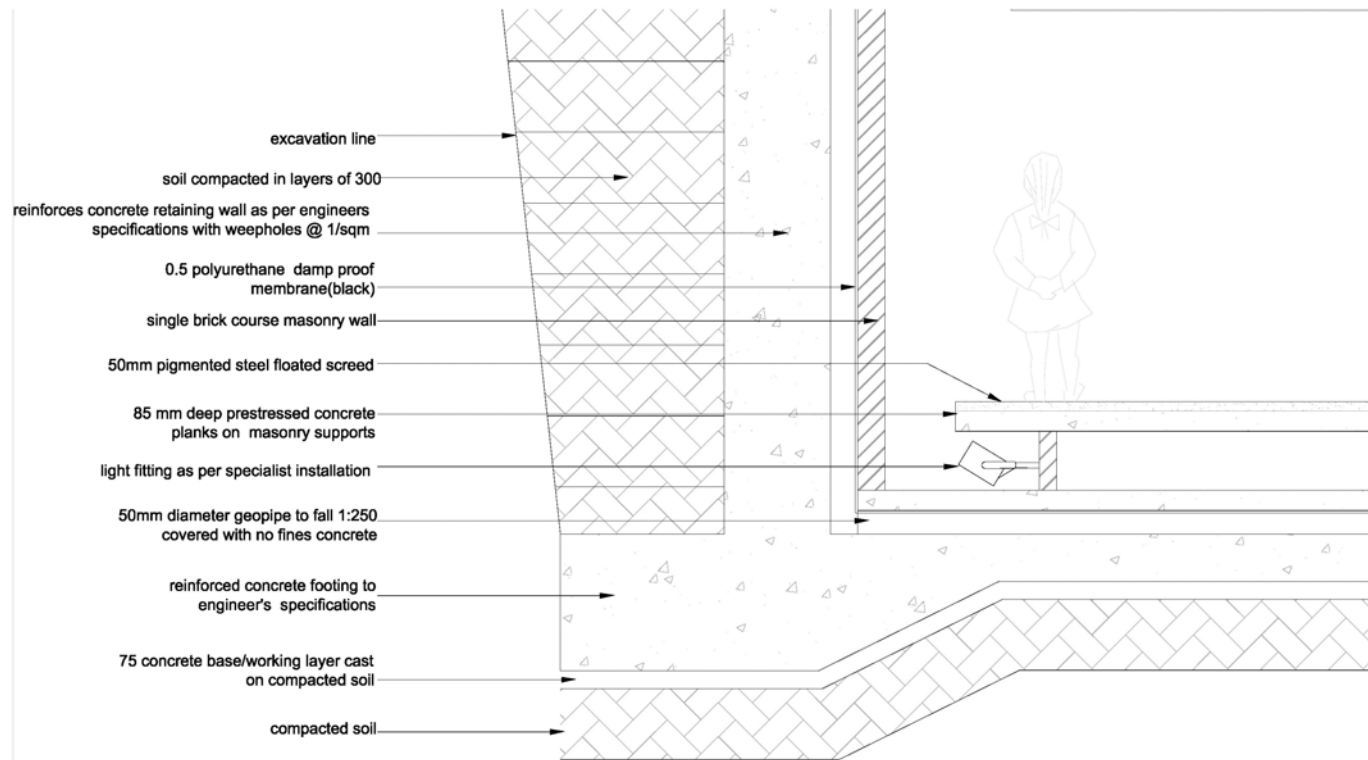 excavation line
soil compacted in layers of 300
reinforces concrete retaining wall as per engineers
specifications with weepholes @ 1/sqm
0.5 polyurethane damp proof
membrane(black)
single brick course masonry wall
50mm pigmented steel floated screed
85 mm deep prestressed concrete
planks on masonry supports
light fitting as per specialist installation
50mm diameter geopipe to fall 1:250
covered with no fines concrete
reinforced concrete footing to
engineer's specifications
75 concrete base/working layer cast
on compacted soil
compacted soil